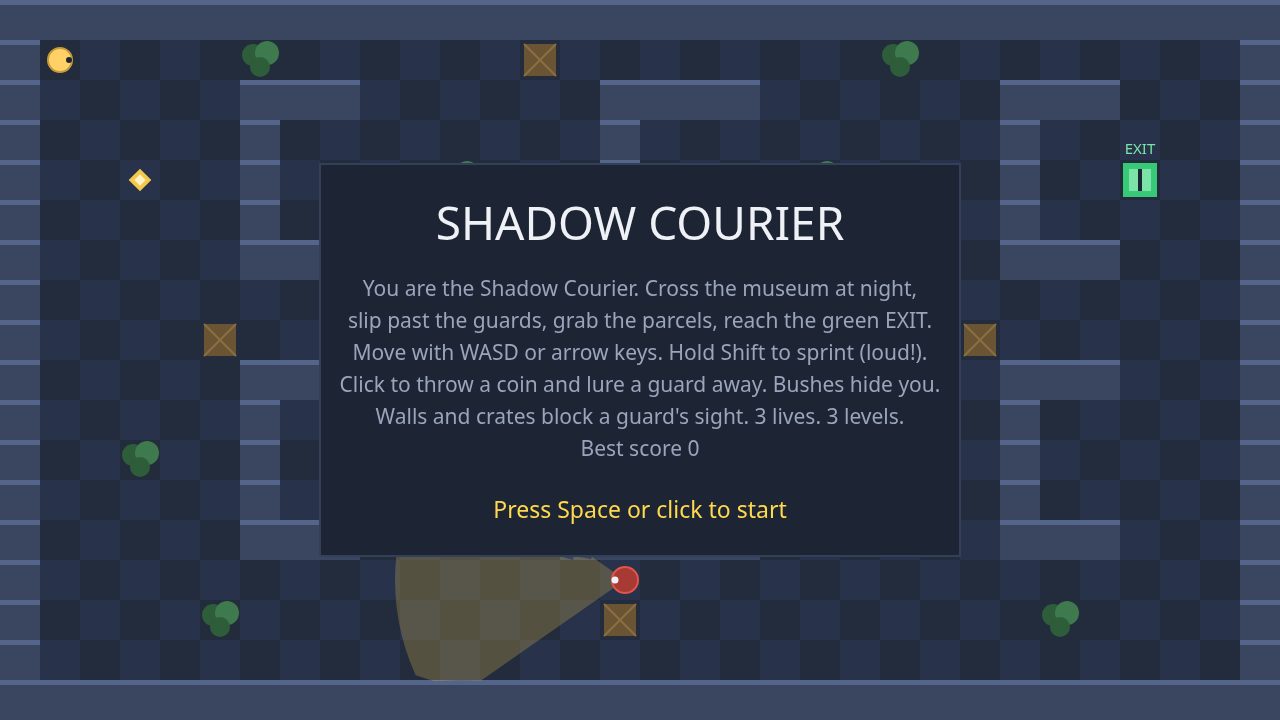 EXIT
SHADOW COURIER
You are the Shadow Courier. Cross the museum at night,
slip past the guards, grab the parcels, reach the green EXIT.
Move with WASD or arrow keys. Hold Shift to sprint (loud!).
Click to throw a coin and lure a guard away. Bushes hide you.
Walls and crates block a guard's sight. 3 lives. 3 levels.
Best score 0
Press Space or click to start